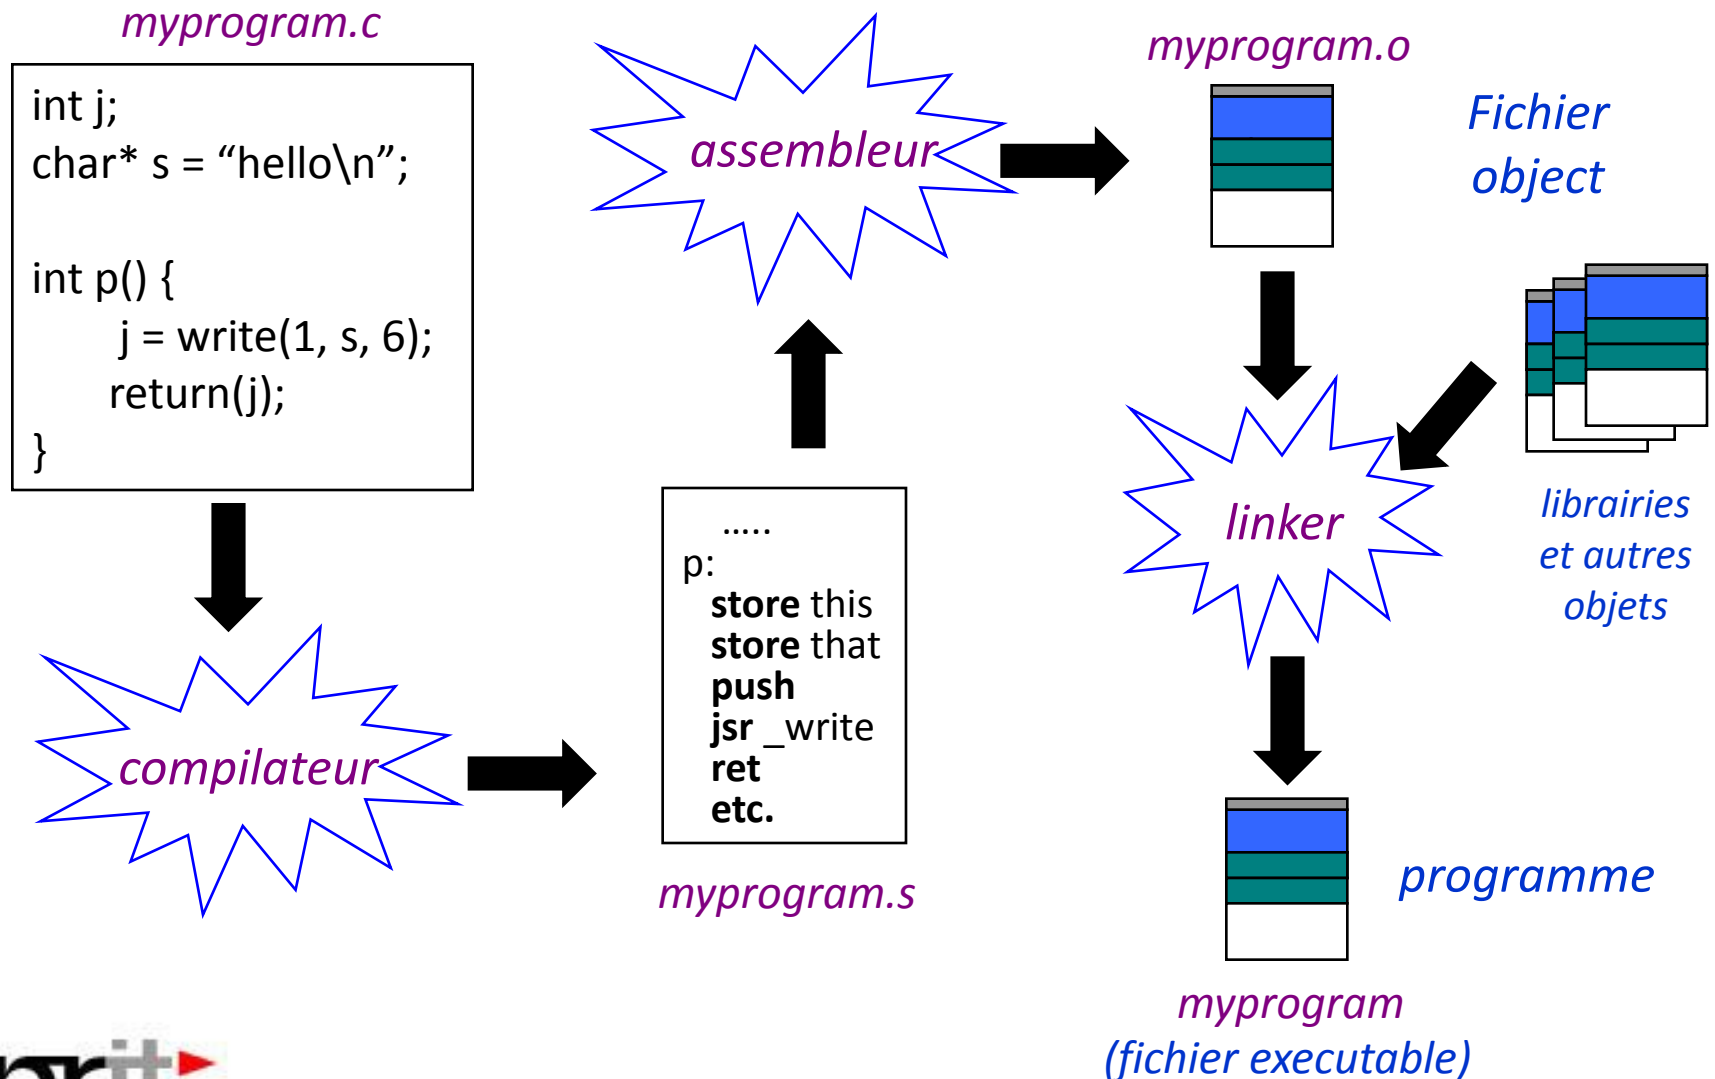 myprogram.c
int j;
char* s = “hello\n”;
int p() {
j = write(1, s, 6);
return(j);
}
compilateur
…..
p:
store this
store that
push
jsr _write
ret
etc.
myprogram.s
assembleur
myprogram.o
Fichier
object
librairies
et autres
objets
linker
programme
myprogram
(fichier executable)